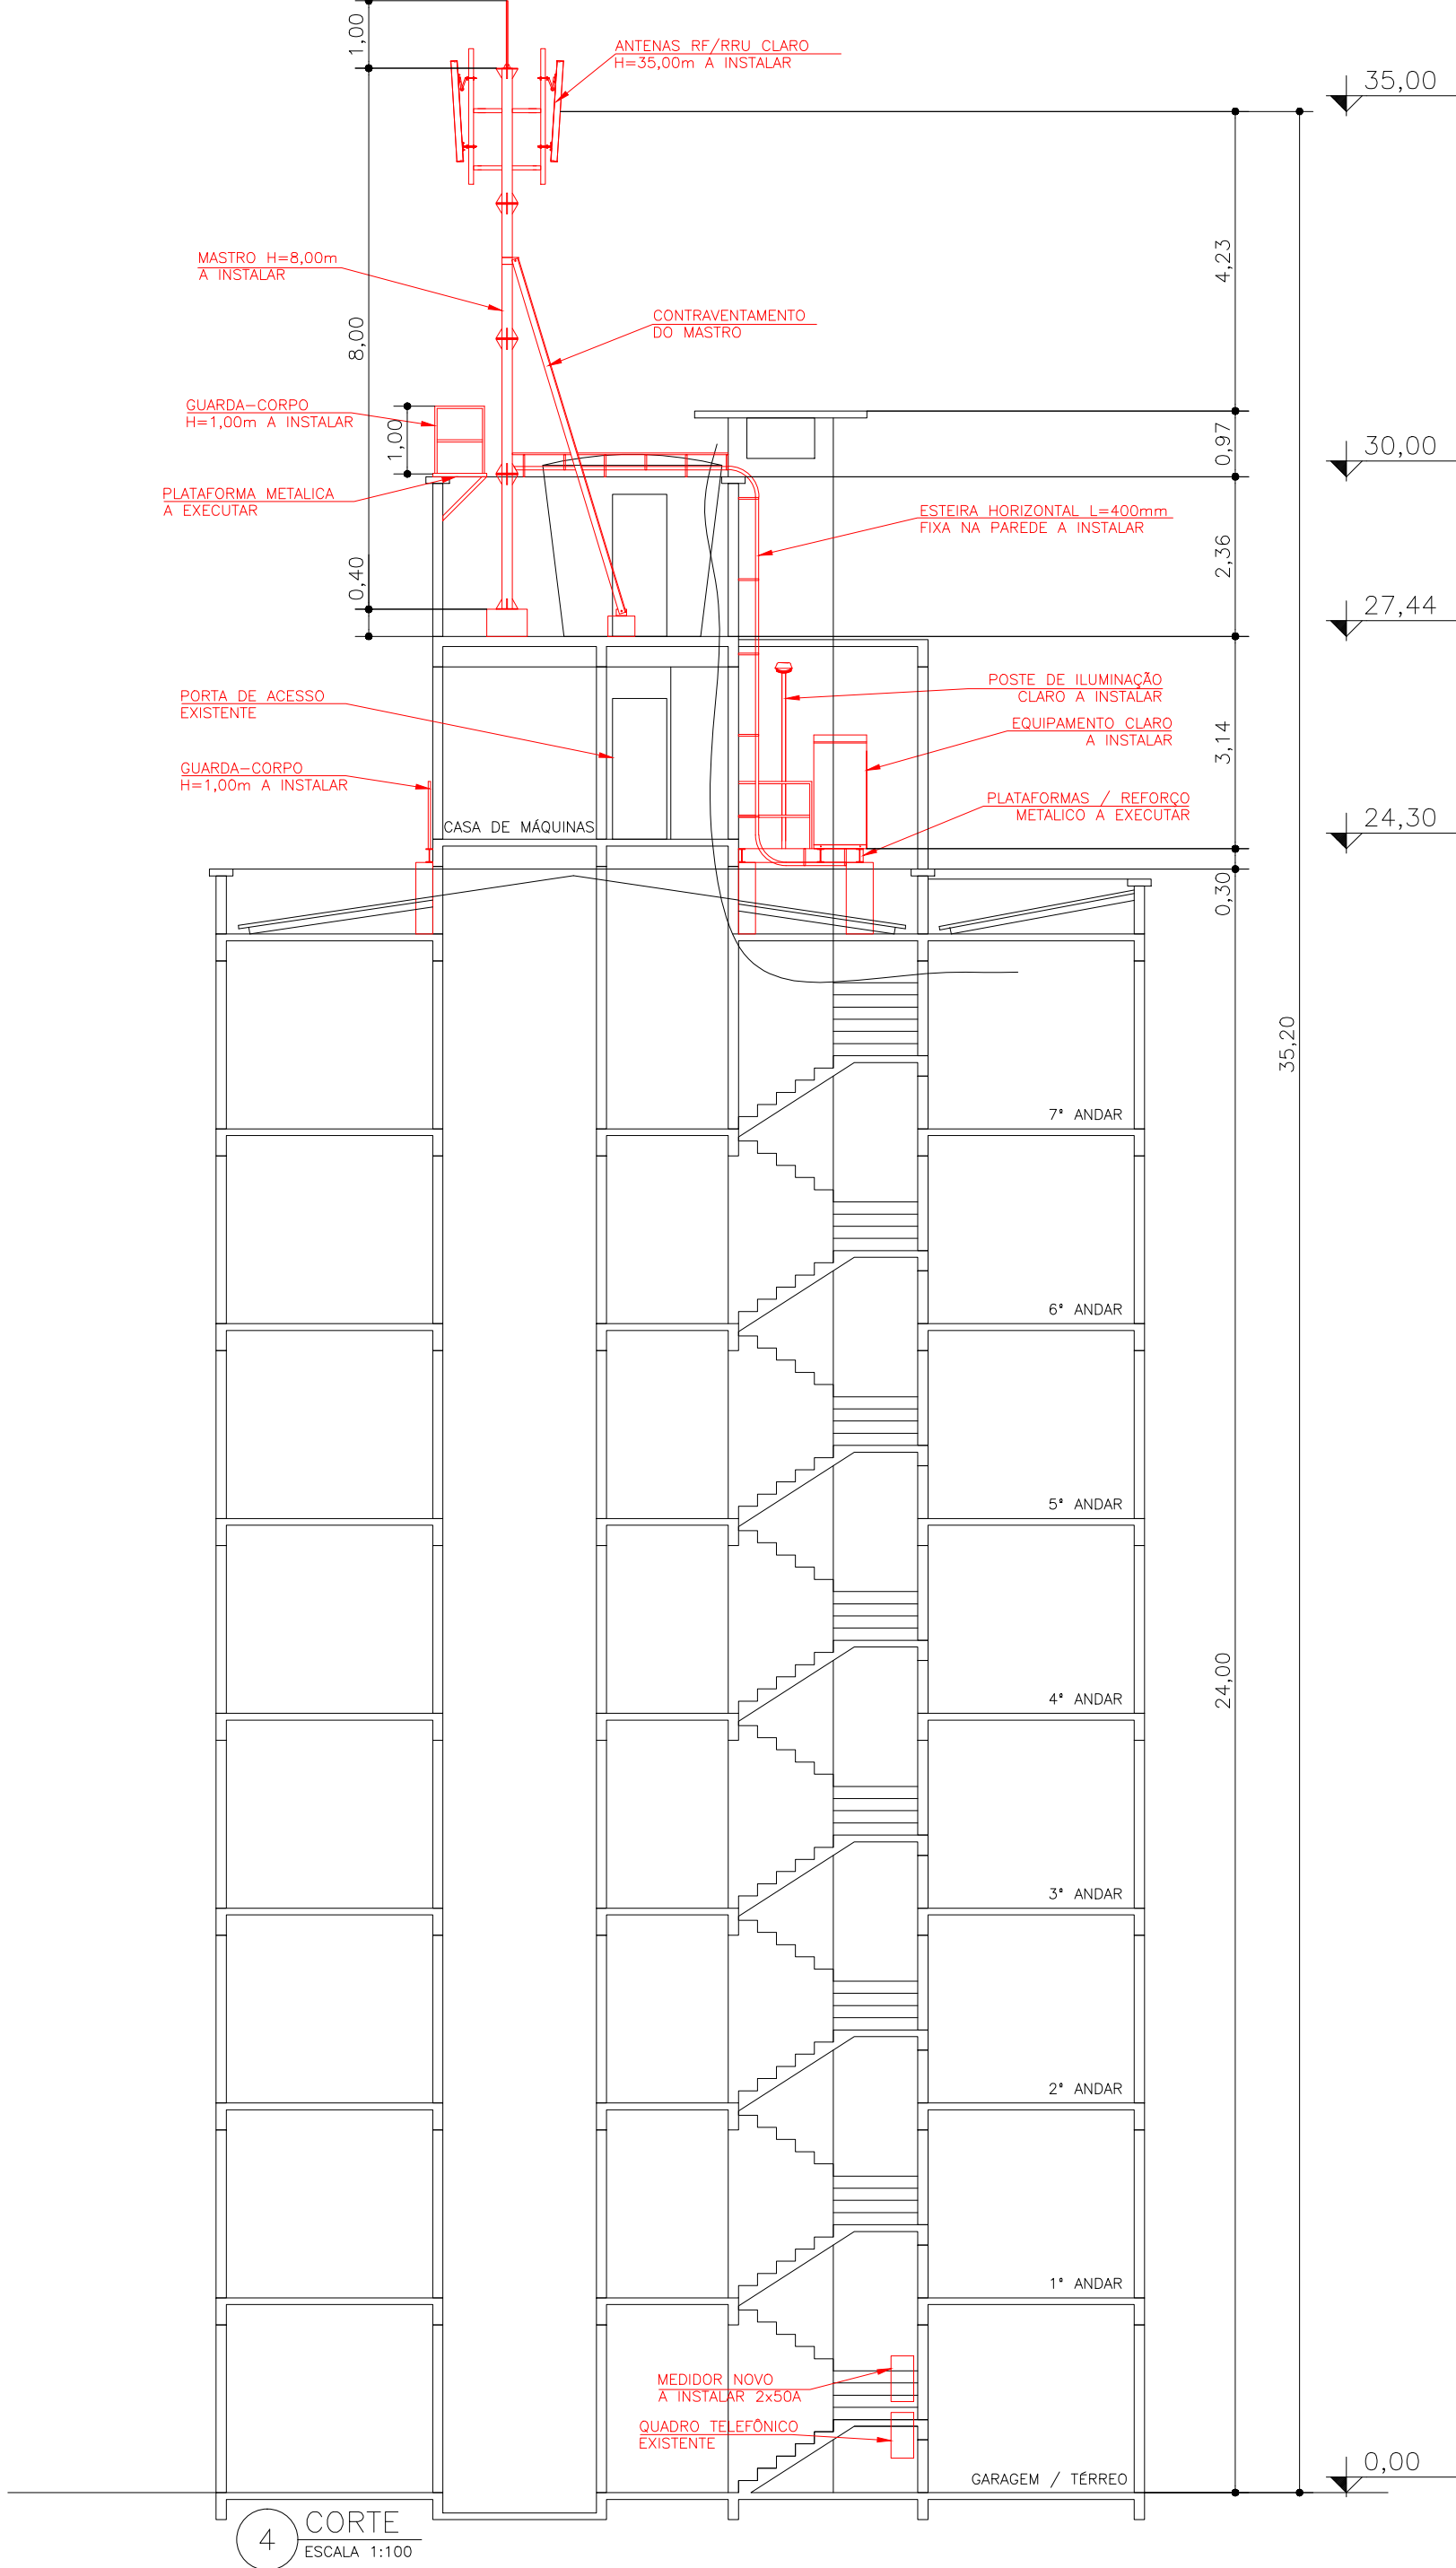 1,00
ANTENAS RF/RRU CLARO
H=35,00m A INSTALAR
35,00
4,23
MASTRO H=8,00m
A INSTALAR
CONTRAVENTAMENTO
DO MASTRO
8,00
GUARDA-CORPO
H=1,00m A INSTALAR
1,00
0,97
30,00
PLATAFORMA METALICA
A EXECUTAR
ESTEIRA HORIZONTAL L=400mm
FIXA NA PAREDE A INSTALAR
2,36
0,40
27,44
PORTA DE ACESSO
EXISTENTE
POSTE DE ILUMINAÇÃO
CLARO A INSTALAR
EQUIPAMENTO CLARO
A INSTALAR
3,14
GUARDA-CORPO
H=1,00m A INSTALAR
PLATAFORMAS / REFORÇO
METALICO A EXECUTAR
24,30
CASA DE MÁQUINAS
0,30
35,20
7° ANDAR
6° ANDAR
5° ANDAR
24,00
4° ANDAR
3° ANDAR
2° ANDAR
1° ANDAR
MEDIDOR NOVO
A INSTALAR 2x50A
QUADRO TELEFÔNICO
EXISTENTE
GARAGEM / TÉRREO
0,00
4 CORTE
ESCALA 1:100